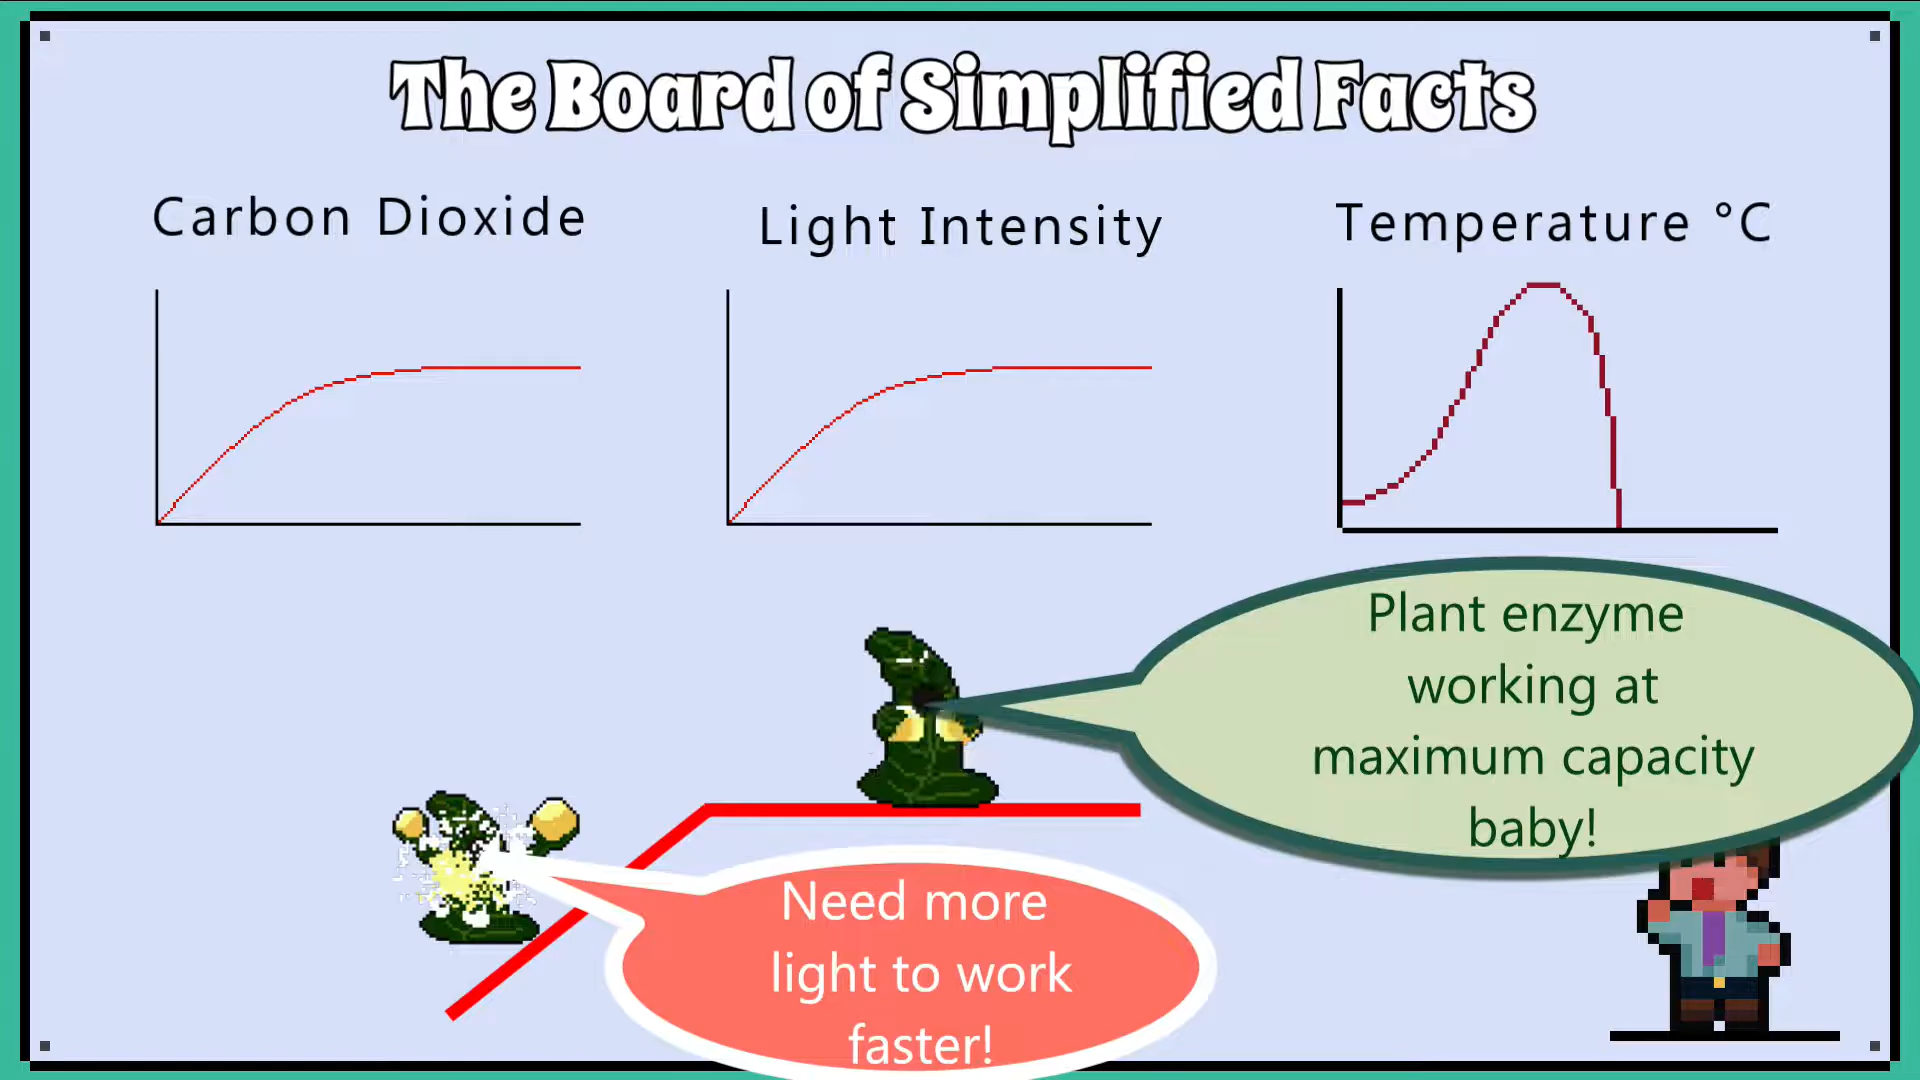 The Board of Simplified Facts
Carbon Dioxide
Light Intensity
Temperature °C
Plant enzyme
working at
maximum capacity
baby!
Need more
light to work
faster!